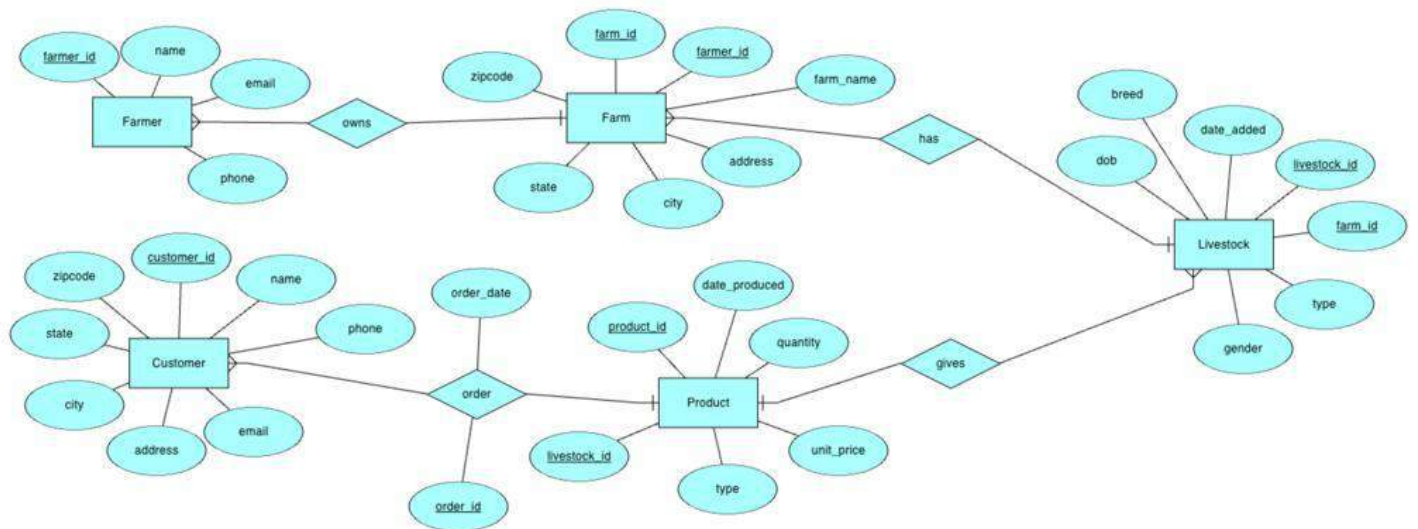 farmer_id
name
email
Farmer
phone
owns
farm_id
farmer_id
zipcode
farm_name
Farm
address
state
city
has
breed
date_added
dob
livestock_id
farm_id
Livestock
type
gender
customer_id
zipcode
name
state
phone
Customer
city
email
address
order_date
order
order_id
date_produced
product_id
quantity
Product
unit_price
livestock_id
type
gives